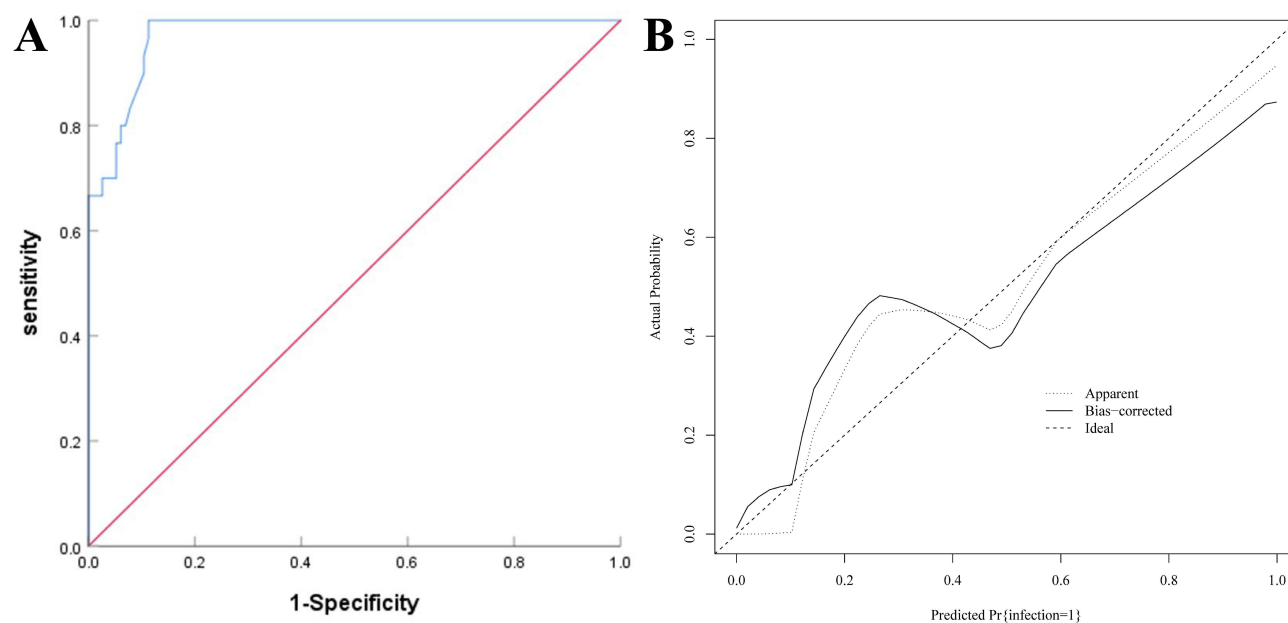 A
1.0
0.8
0.6
0.4
0.2
0.0
sensitivity
0.0 0.2 0.4 0.6 0.8 1.0
1-Specificity
B
1.0
0.8
0.6
0.4
0.2
0.0
Actual Probability
Apparent
Bias−corrected
Ideal
0.0 0.2 0.4 0.6 0.8 1.0
Predicted Pr{infection=1}